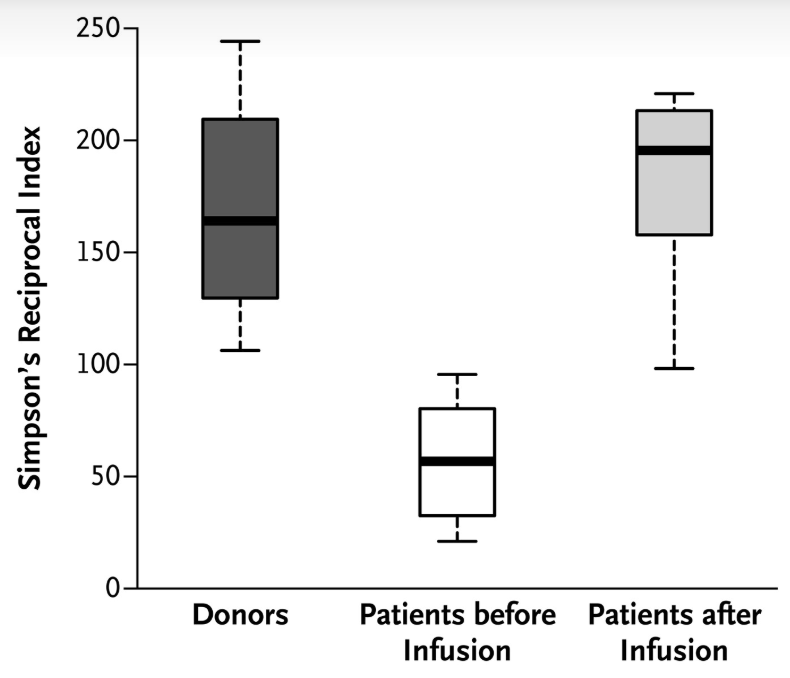 Simpson’s Reciprocal Index
250
200
150
100
50
0
Donors
Patients before
Infusion
Patients after
Infusion